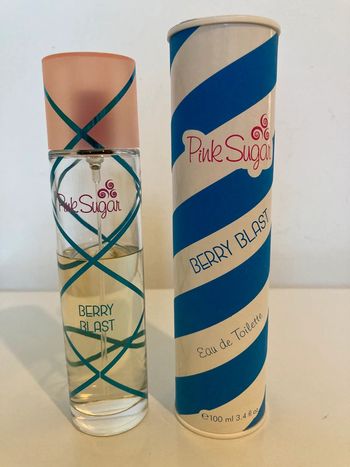 Pink Sugar
BERRY
BLAST
Pink Sugar
BERRY BLAST
Eau de Toilette
℮100 ml 3.4 fl oz